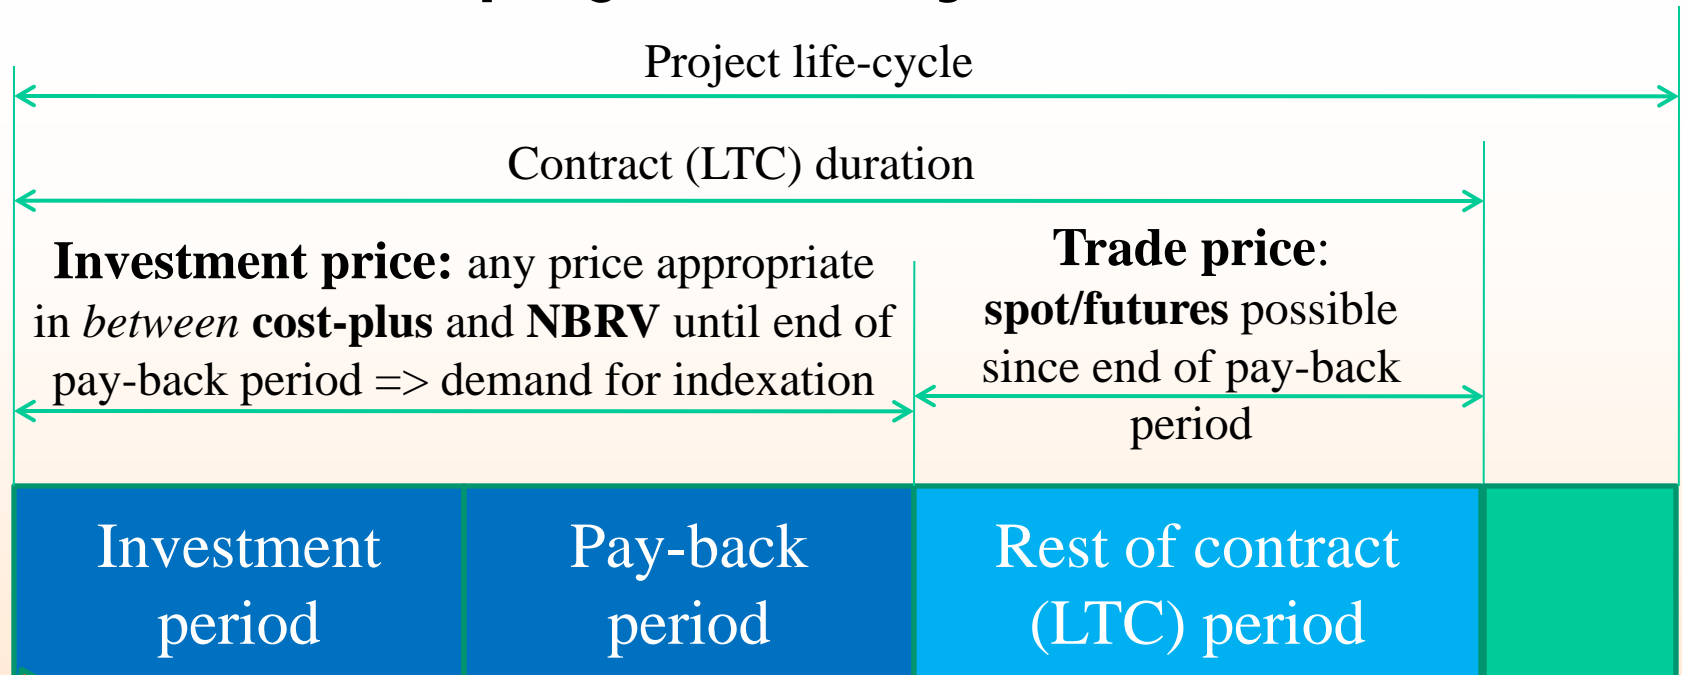 Project life-cycle
Contract (LTC) duration
Investment price: any price appropriate
in between cost-plus and NBRV until end of
pay-back period => demand for indexation
Trade price:
spot/futures possible
since end of pay-back
period
Investment
period
Pay-back
period
Rest of contract
(LTC) period